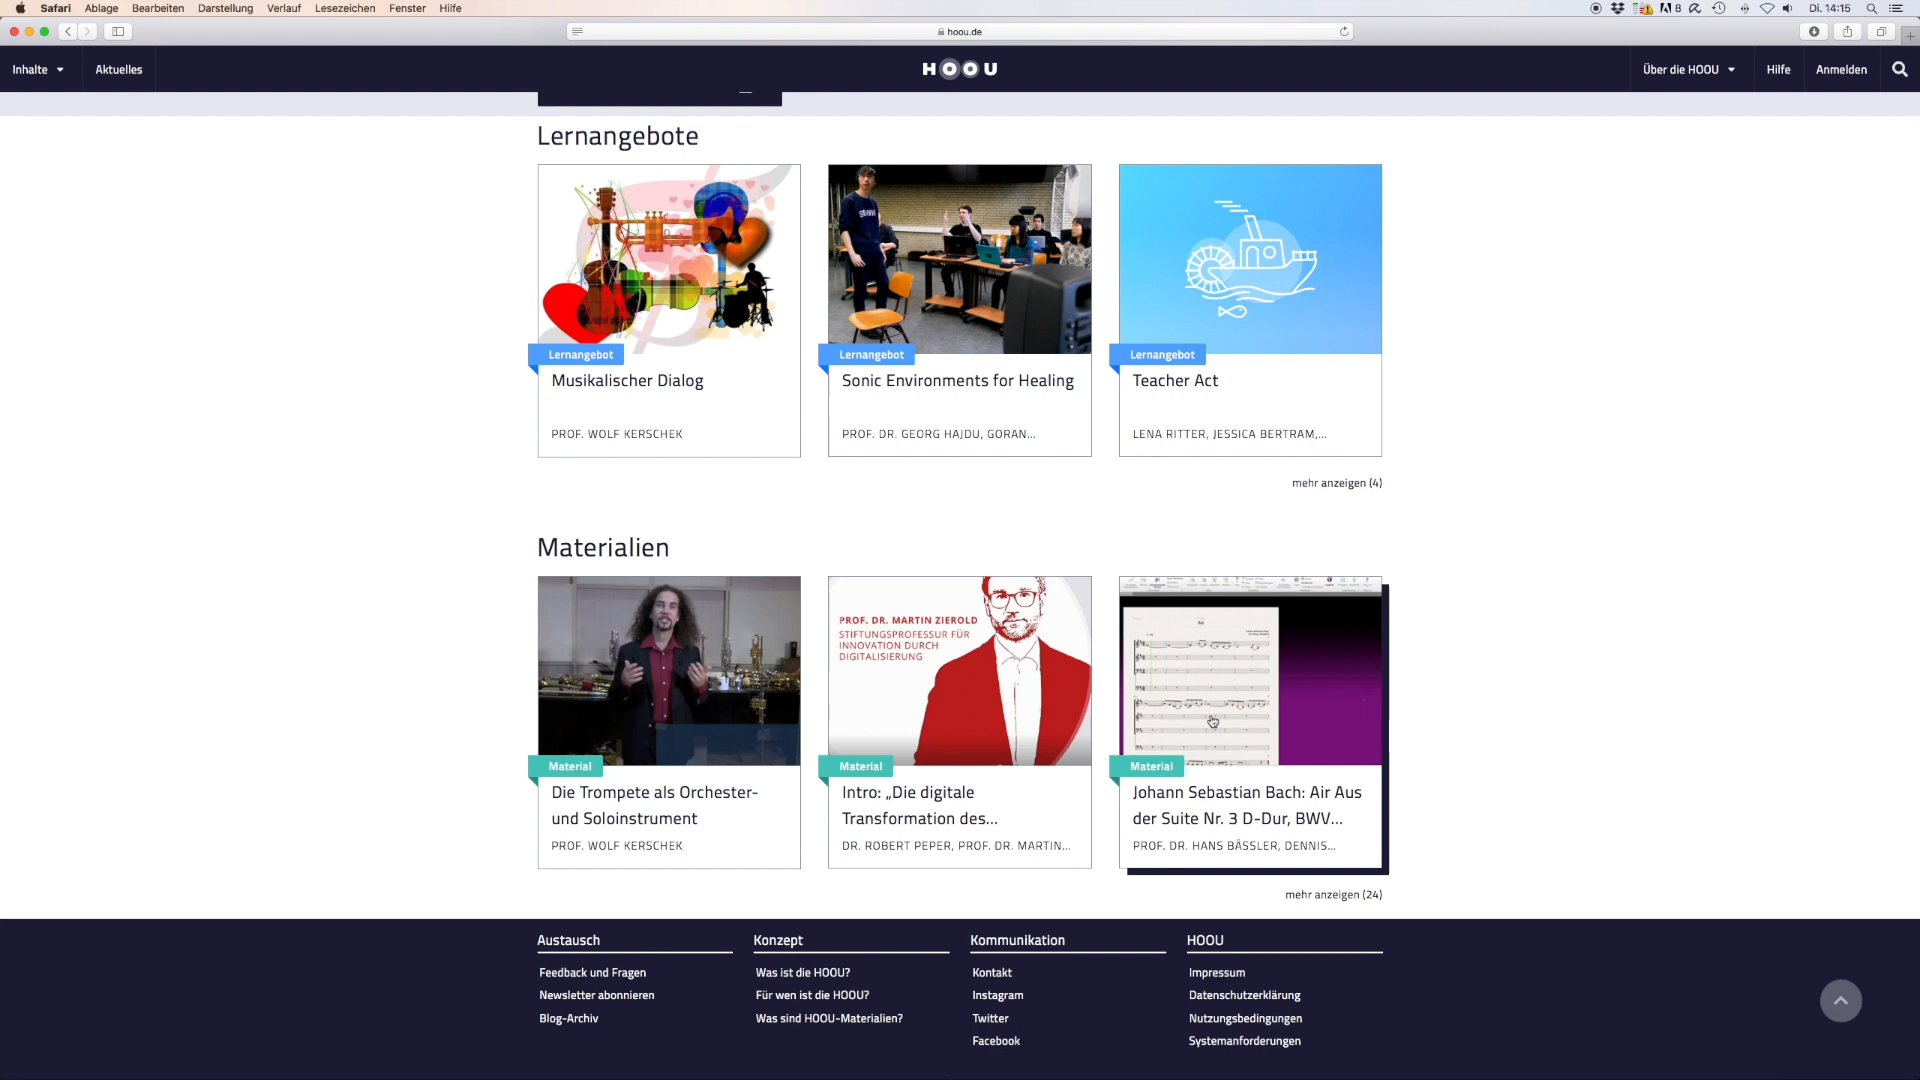 Safari Ablage Bearbeiten Darstellung Verlauf Lesezeichen Fenster Hilfe
8 Di. 14:15
hoou.de
Inhalte Aktuelles HOOU Über die HOOU Hilfe Anmelden
Lernangebote
Lernangebot Lernangebot Lernangebot
Musikalischer Dialog Sonic Environments for Healing Teacher Act
PROF. WOLF KERSCHEK PROF. DR. GEORG HAJDU, GORAN... LENA RITTER, JESSICA BERTRAM,...
mehr anzeigen (4)
Materialien
PROF. DR. MARTIN ZIEROLD
STIFTUNGSPROFESSUR FÜR
INNOVATION DURCH
DIGITALISIERUNG
Air
Material Material Material
Die Trompete als Orchester- Intro: „Die digitale Johann Sebastian Bach: Air Aus
und Soloinstrument Transformation des... der Suite Nr. 3 D-Dur, BWV...
PROF. WOLF KERSCHEK DR. ROBERT PEPER, PROF. DR. MARTIN... PROF. DR. HANS BÄSSLER, DENNIS...
mehr anzeigen (24)
Austausch Konzept Kommunikation HOOU
Feedback und Fragen Was ist die HOOU? Kontakt Impressum
Newsletter abonnieren Für wen ist die HOOU? Instagram Datenschutzerklärung
Blog-Archiv Was sind HOOU-Materialien? Twitter Nutzungsbedingungen
Facebook Systemanforderungen